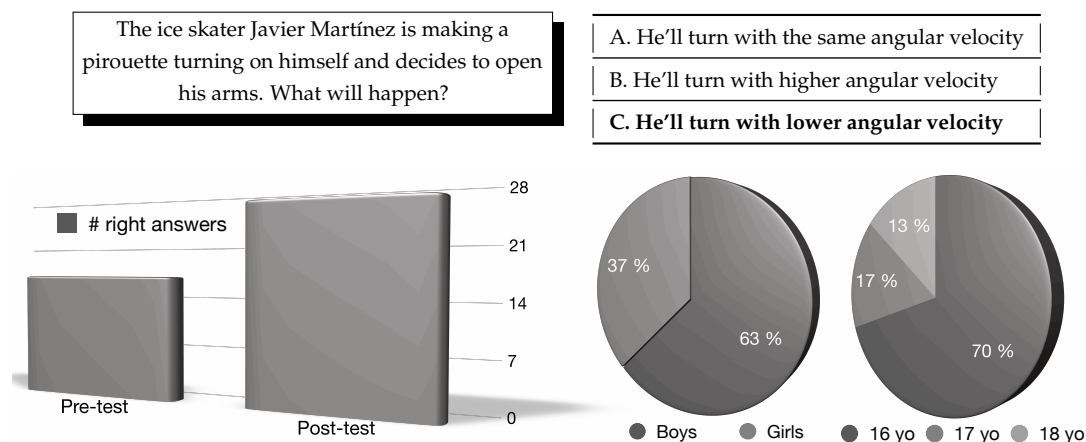 The ice skater Javier Martínez is making a
pirouette turning on himself and decides to open
his arms. What will happen?
A. He'll turn with the same angular velocity
B. He'll turn with higher angular velocity
C. He'll turn with lower angular velocity
# right answers
28
21
14
7
0
Pre-test
Post-test
37 %
63 %
Boys
Girls
13 %
17 %
70 %
16 yo
17 yo
18 yo